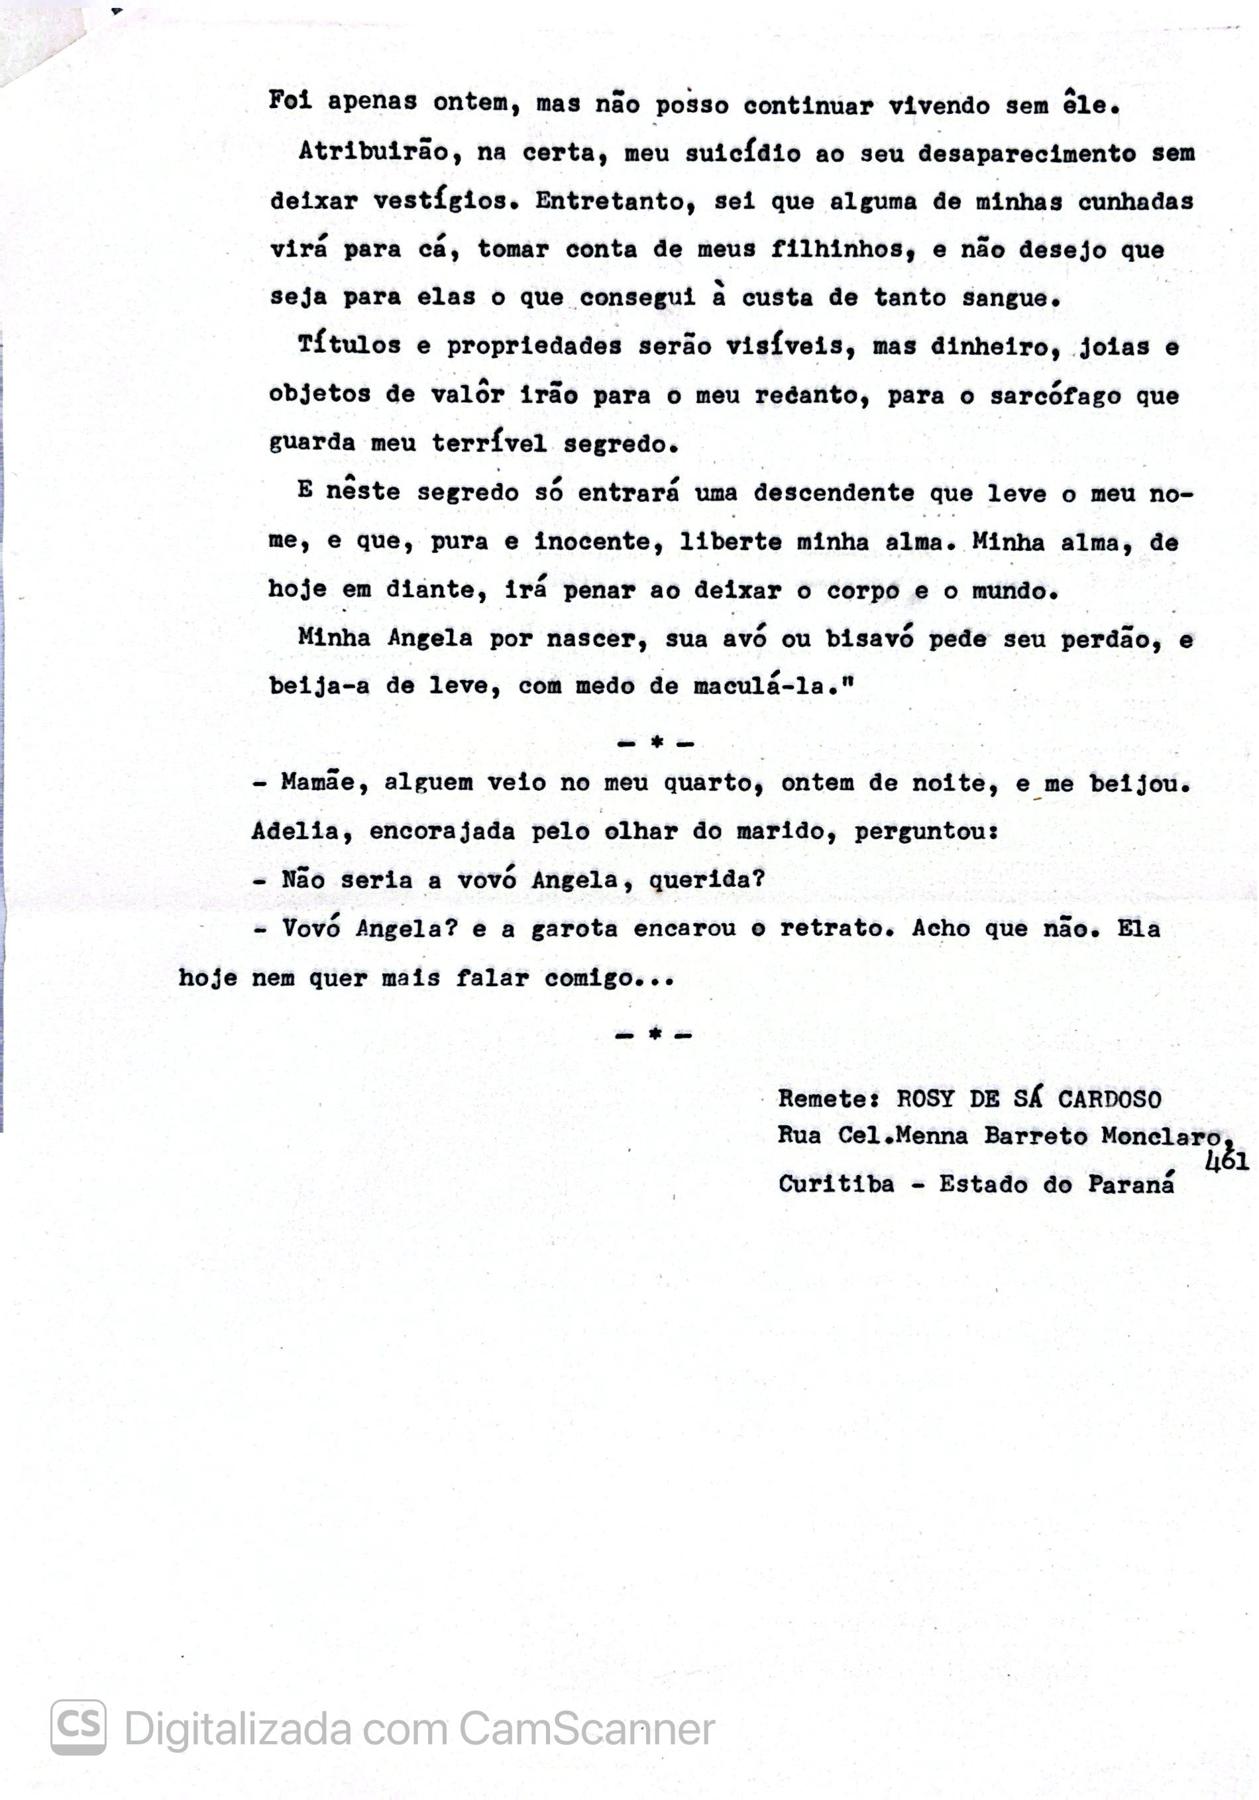 Foi apenas ontem, mas não posso continuar vivendo sem êle.
Atribuirão, na certa, meu suicídio ao seu desaparecimento sem
deixar vestígios. Entretanto, sei que alguma de minhas cunhadas
virá para cá, tomar conta de meus filhinhos, e não desejo que
seja para elas o que consegui à custa de tanto sangue.
Títulos e propriedades serão visíveis, mas dinheiro, joias e
objetos de valôr irão para o meu recanto, para o sarcófago que
guarda meu terrível segredo.
E nêste segredo só entrará uma descendente que leve o meu no-
me, e que, pura e inocente, liberte minha alma. Minha alma, de
hoje em diante, irá penar ao deixar o corpo e o mundo.
Minha Angela por nascer, sua avó ou bisavó pede seu perdão, e
beija-a de leve, com medo de maculá-la."
- * -
- Mamãe, alguem veio no meu quarto, ontem de noite, e me beijou.
Adelia, encorajada pelo olhar do marido, perguntou:
- Não seria a vovó Angela, querida?
- Vovó Angela? e a garota encarou o retrato. Acho que não. Ela
hoje nem quer mais falar comigo...
- * -
Remete: ROSY DE SÁ CARDOSO
Rua Cel.Menna Barreto Monclaro,
461
Curitiba - Estado do Paraná
CS Digitalizada com CamScanner